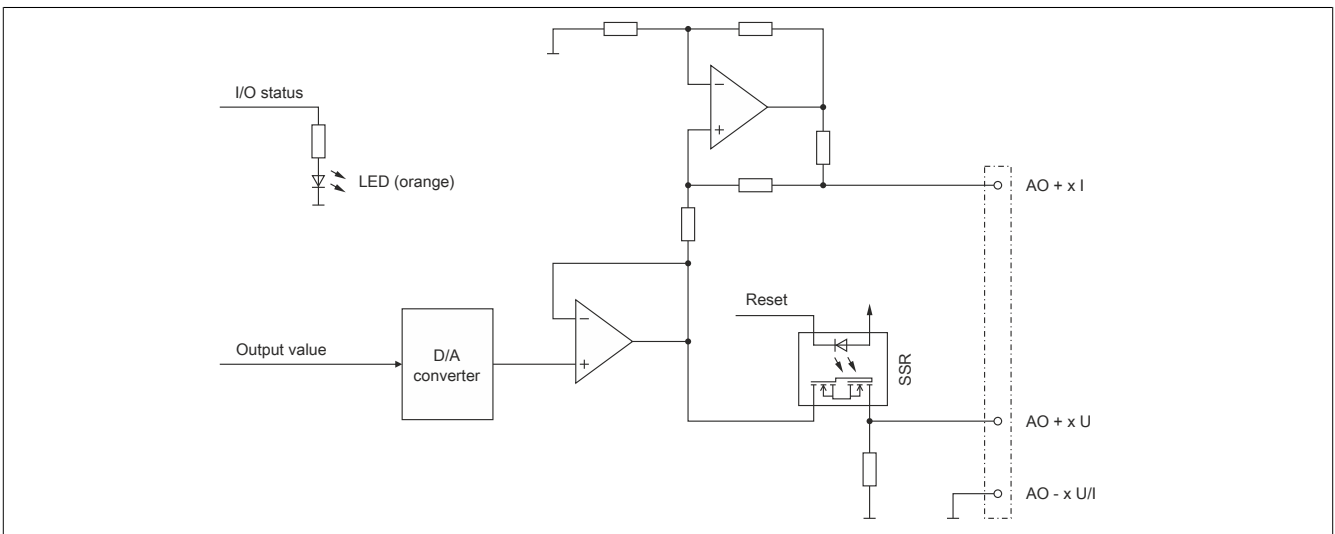 I/O status
LED (orange)
AO + x I
Reset
Output value
D/A
converter
SSR
AO + x U
AO - x U/I